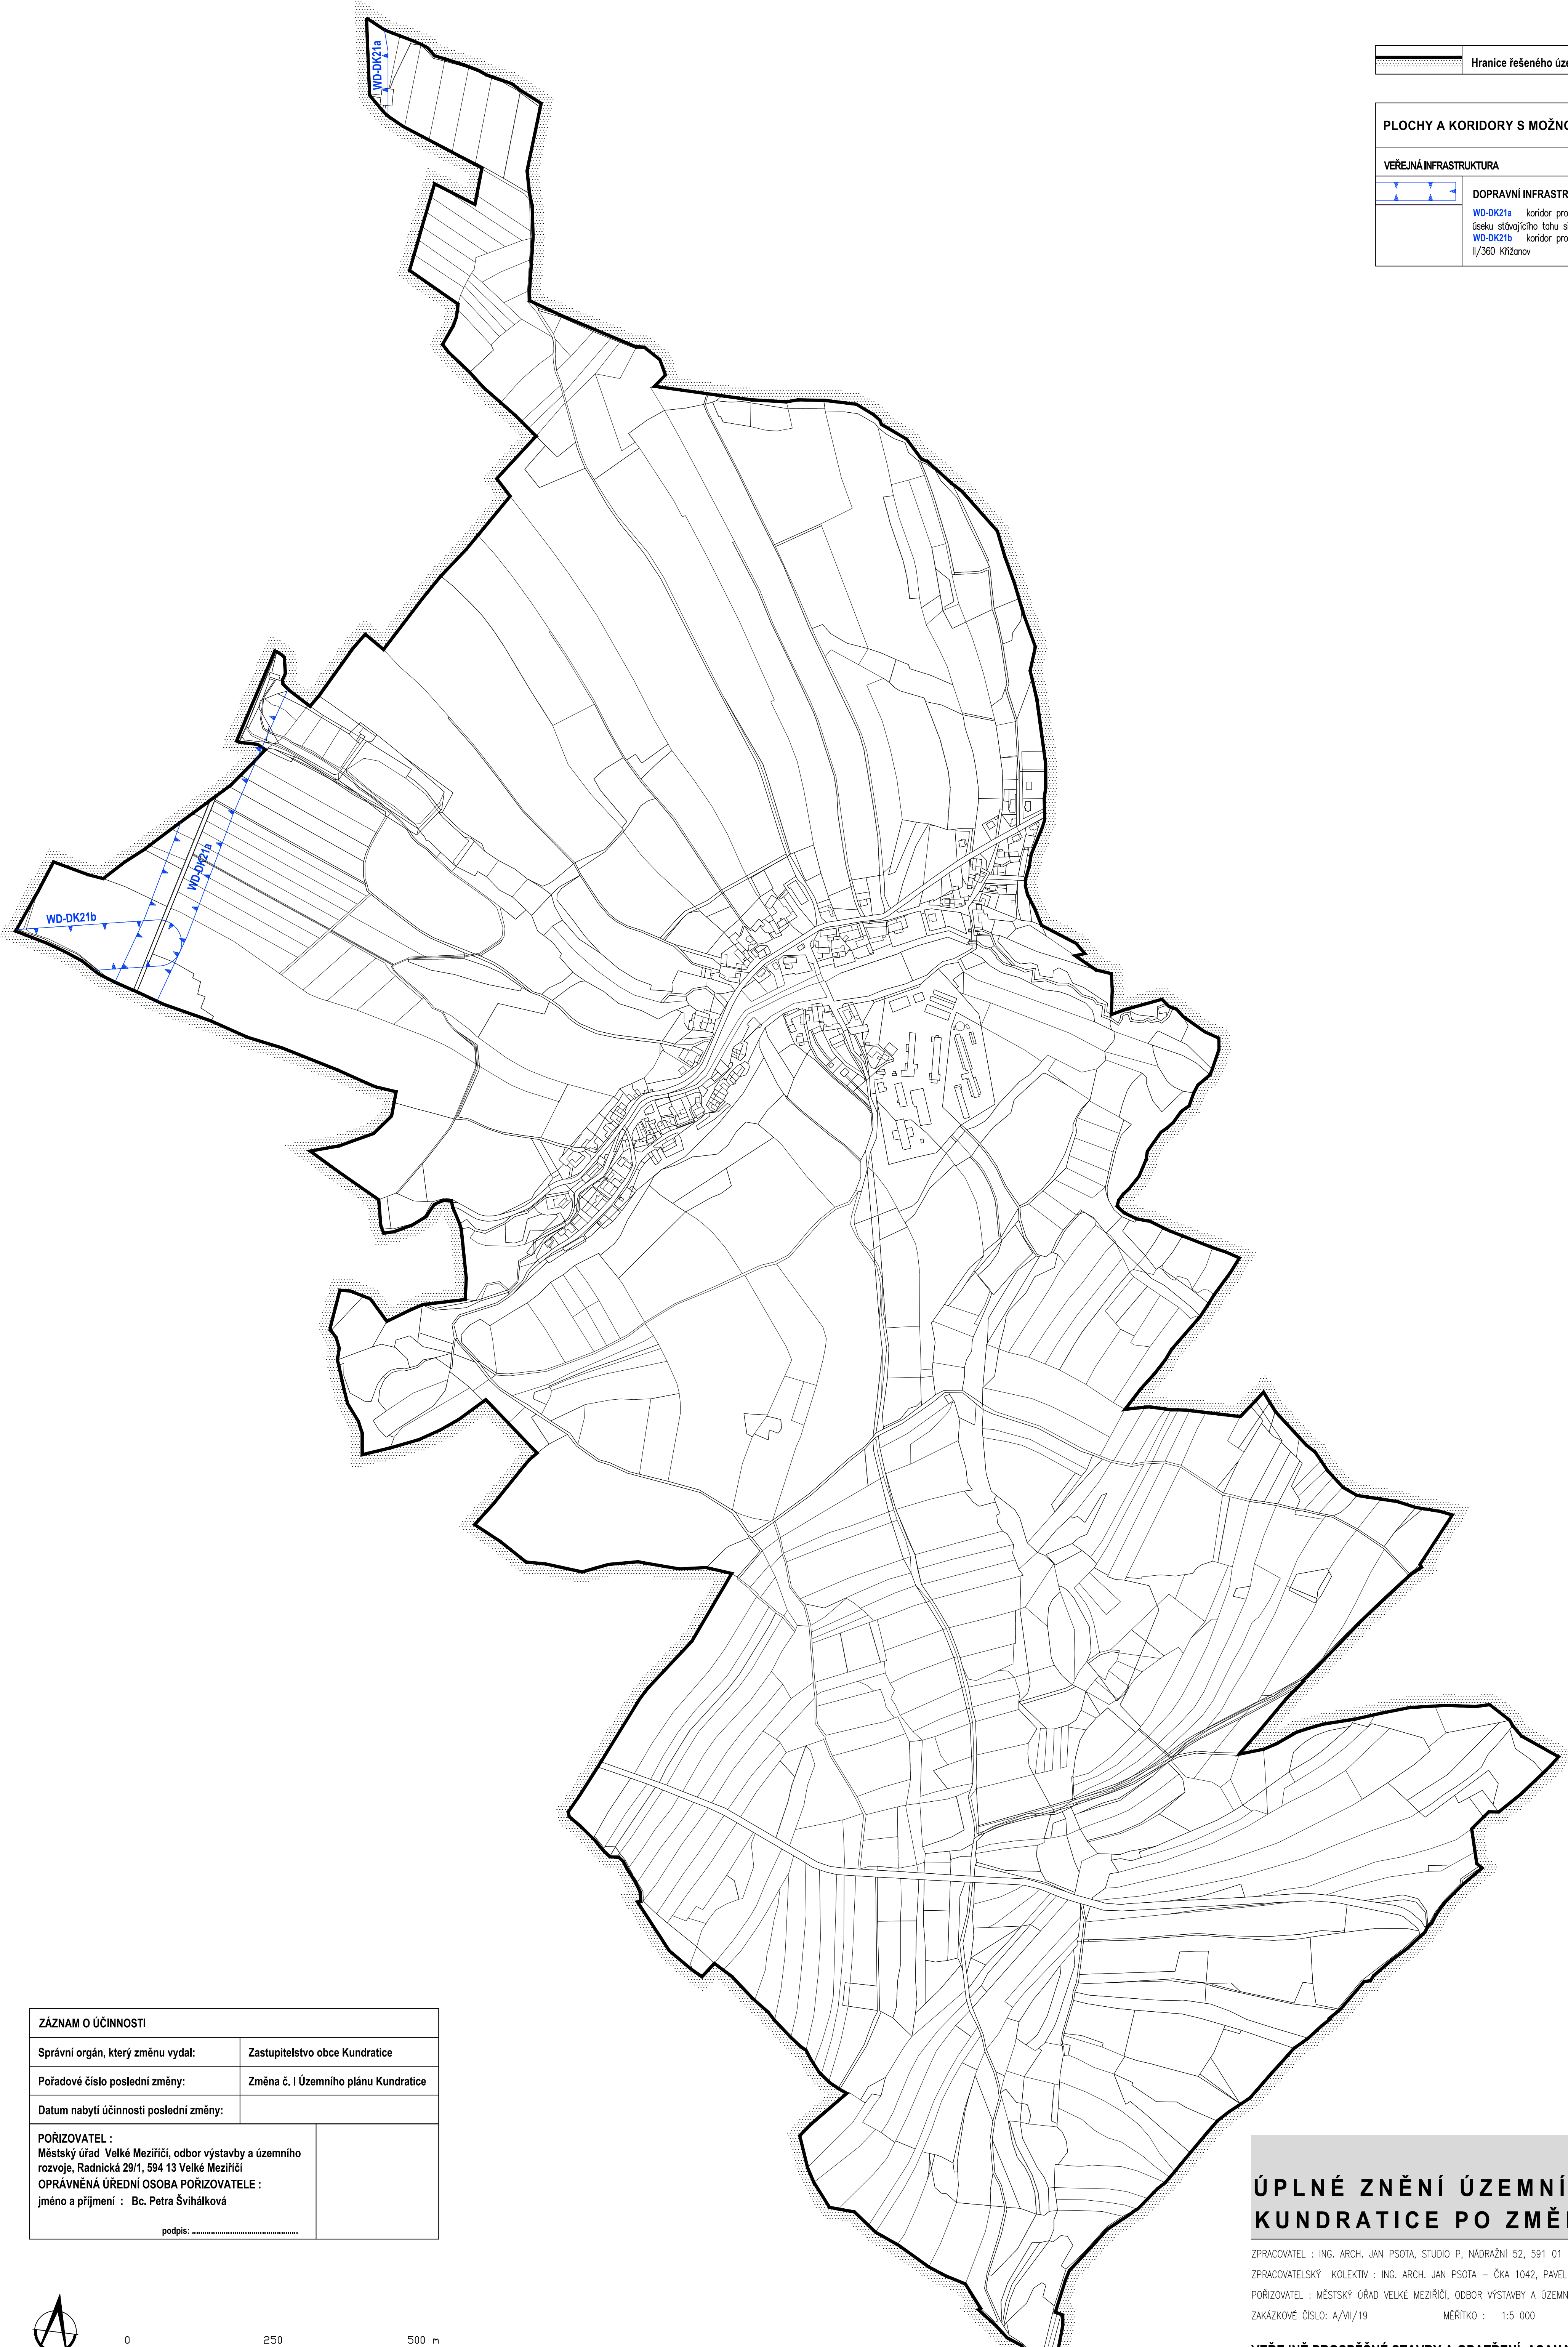 WD-DK21a
Hranice řešeného úze
PLOCHY A KORIDORY S MOŽNO
VEŘEJNÁ INFRASTRUKTURA
DOPRAVNÍ INFRASTR
WD-DK21a koridor pro
úseku stávajícího tahu si
WD-DK21b koridor pro
II/360 Křižanov
WD-DK21a
WD-DK21b
ZÁZNAM O ÚČINNOSTI
Správní orgán, který změnu vydal: Zastupitelstvo obce Kundratice
Pořadové číslo poslední změny: Změna č. I Územního plánu Kundratice
Datum nabytí účinnosti poslední změny:
POŘIZOVATEL :
Městský úřad Velké Meziříčí, odbor výstavby a územního
rozvoje, Radnická 29/1, 594 13 Velké Meziříčí
OPRÁVNĚNÁ ÚŘEDNÍ OSOBA POŘIZOVATELE :
jméno a příjmení : Bc. Petra Švihálková
podpis: ..................................................
0 250 500 m
ÚPLNÉ ZNĚNÍ ÚZEMNÍ
KUNDRATICE PO ZMĚ
ZPRACOVATEL : ING. ARCH. JAN PSOTA, STUDIO P, NÁDRAŽNÍ 52, 591 01
ZPRACOVATELSKÝ KOLEKTIV : ING. ARCH. JAN PSOTA – ČKA 1042, PAVEL
POŘIZOVATEL : MĚSTSKÝ ÚŘAD VELKÉ MEZIŘÍČÍ, ODBOR VÝSTAVBY A ÚZEMN
ZAKÁZKOVÉ ČÍSLO: A/VII/19 MĚŘÍTKO : 1:5 000